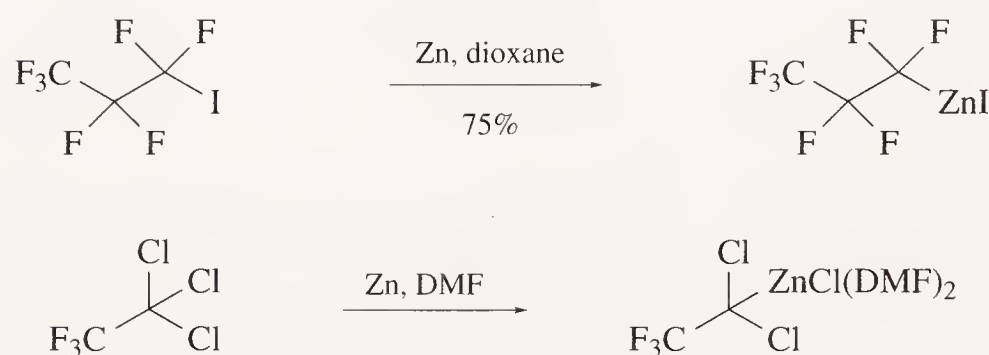 F F
F₃C Zn, dioxane F₃C
I ZnI
F F 75% F F
Cl Cl
Cl Zn, DMF ZnCl(DMF)₂
F₃C Cl F₃C Cl